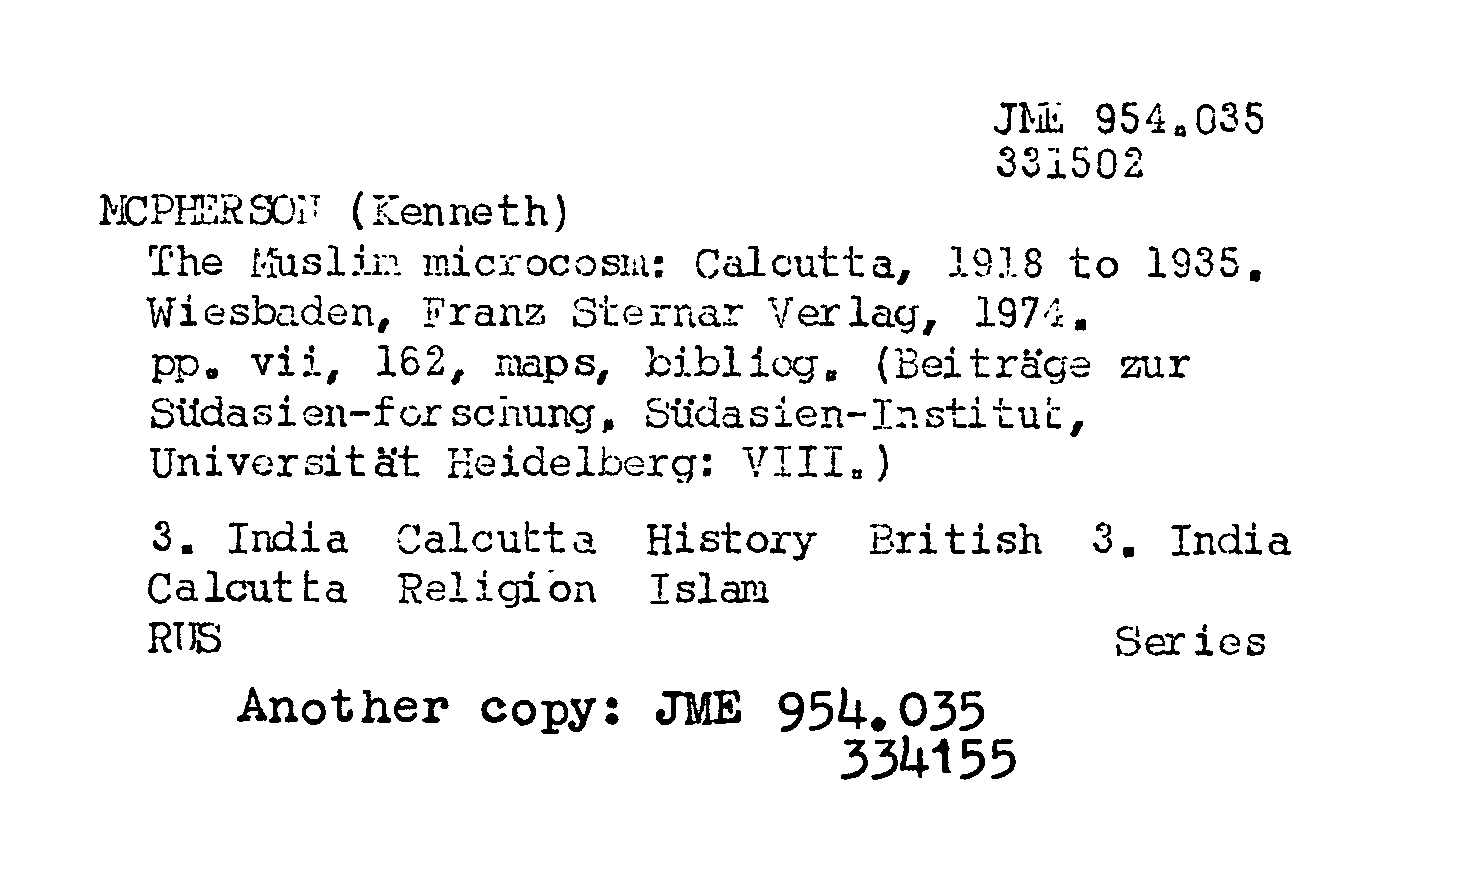 JME 954.035
331502
MCPHERSON (Kenneth)
The Muslim microcosm: Calcutta, 1918 to 1935.
Wiesbaden, Franz Sternar Verlag, 1974.
pp. vii, 162, maps, bibliog. (Beiträge zur
Südasien-forschung. Südasien-Institut,
Universität Heidelberg: VIII.)
3. India Calcutta History British 3. India
Calcutta Religion Islam
RUS Series
Another copy: JME 954.035
334155